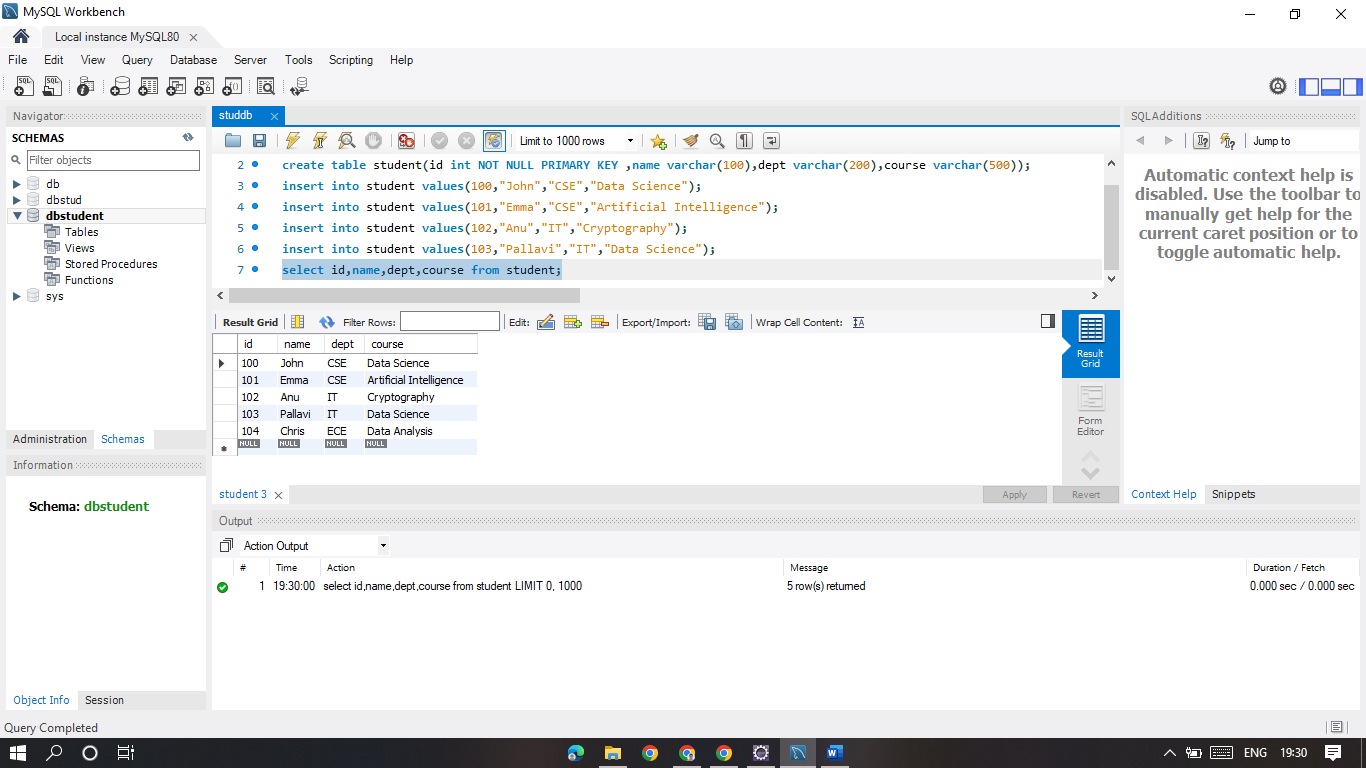 MySQL Workbench
Local instance MySQL80
File Edit View Query Database Server Tools Scripting Help
Navigator
SCHEMAS
Filter objects
db
dbstud
dbstudent
Tables
Views
Stored Procedures
Functions
sys
Administration Schemas
Information
Schema: dbstudent
Object Info Session
studdb
Limit to 1000 rows
2 create table student(id int NOT NULL PRIMARY KEY ,name varchar(100),dept varchar(200),course varchar(500));
3 insert into student values(100,"John","CSE","Data Science");
4 insert into student values(101,"Emma","CSE","Artificial Intelligence");
5 insert into student values(102,"Anu","IT","Cryptography");
6 insert into student values(103,"Pallavi","IT","Data Science");
7 select id,name,dept,course from student;
Result Grid Filter Rows: Edit: Export/Import: Wrap Cell Content: IA
id name dept course
100 John CSE Data Science
101 Emma CSE Artificial Intelligence
102 Anu IT Cryptography
103 Pallavi IT Data Science
104 Chris ECE Data Analysis
NULL NULL NULL NULL
Result
Grid
Form
Editor
student 3 Apply Revert
SQLAdditions
Jump to
Automatic context help is
disabled. Use the toolbar to
manually get help for the
current caret position or to
toggle automatic help.
Context Help Snippets
Output
Action Output
# Time Action Message Duration / Fetch
1 19:30:00 select id,name,dept,course from student LIMIT 0, 1000 5 row(s) returned 0.000 sec / 0.000 sec
Query Completed
ENG 19:30